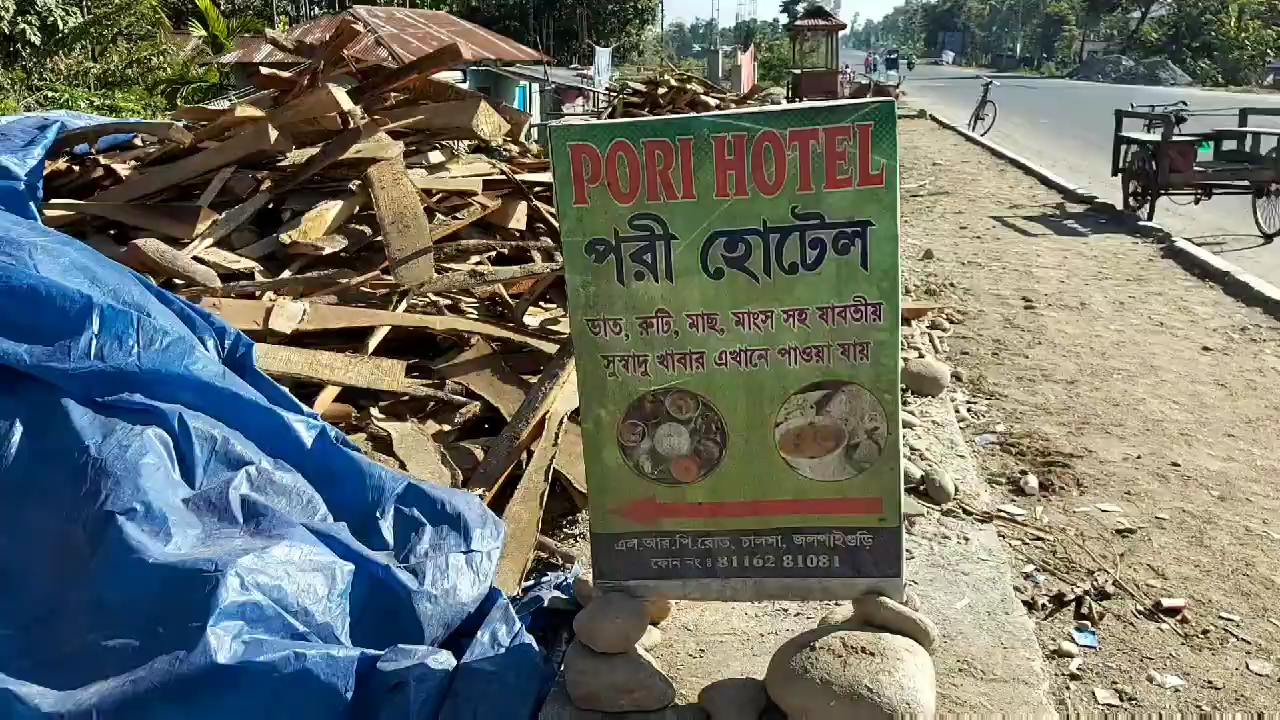 PORI HOTEL
পরী হোটেল
ভাত, রুটি, মাছ, মাংস সহ যাবতীয়
সুস্বাদু খাবার এখানে পাওয়া যায়
এল.আর.পি.রোড, চালসা, জলপাইগুড়ি
ফোন নং ঃ 81162 81081